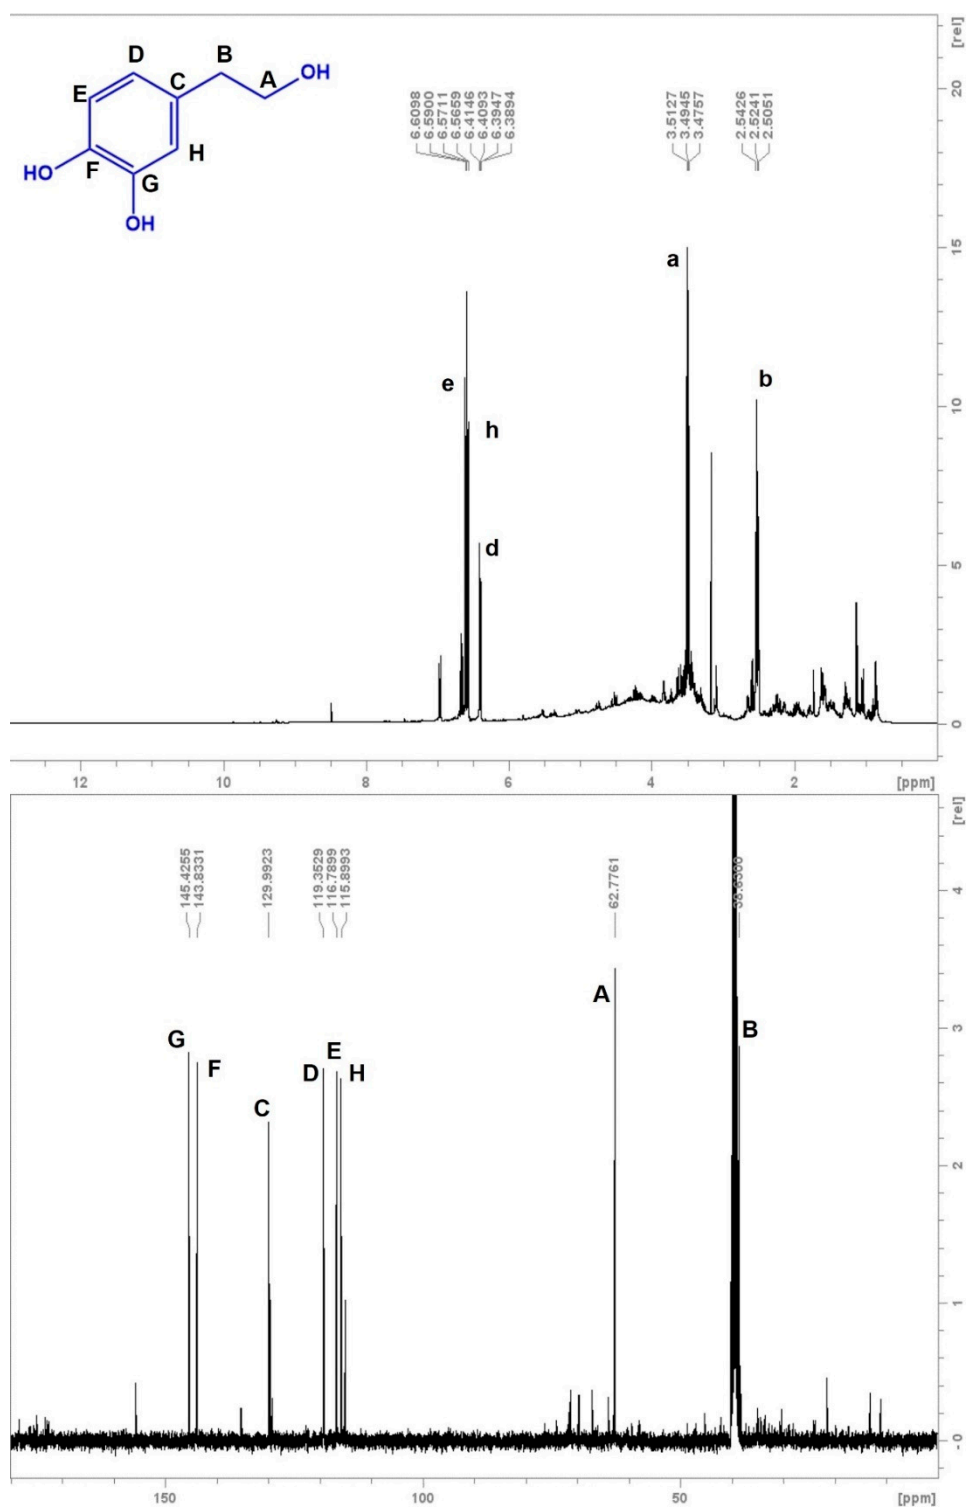 D
B
OH
C
A
E
H
HO
F
G
OH
6.6098
6.5900
6.5711
6.5659
6.4146
6.4093
6.3947
6.3894
3.5127
3.4945
3.4757
2.5426
2.5241
2.5051
a
b
e
h
d
20
15
10
5
0
[rel]
12
10
8
6
4
2
[ppm]
145.4255
143.8331
129.9923
119.3529
116.7899
115.8993
62.7761
G
F
C
D
E
H
A
B
4
3
2
1
0
[rel]
150
100
50
[ppm]